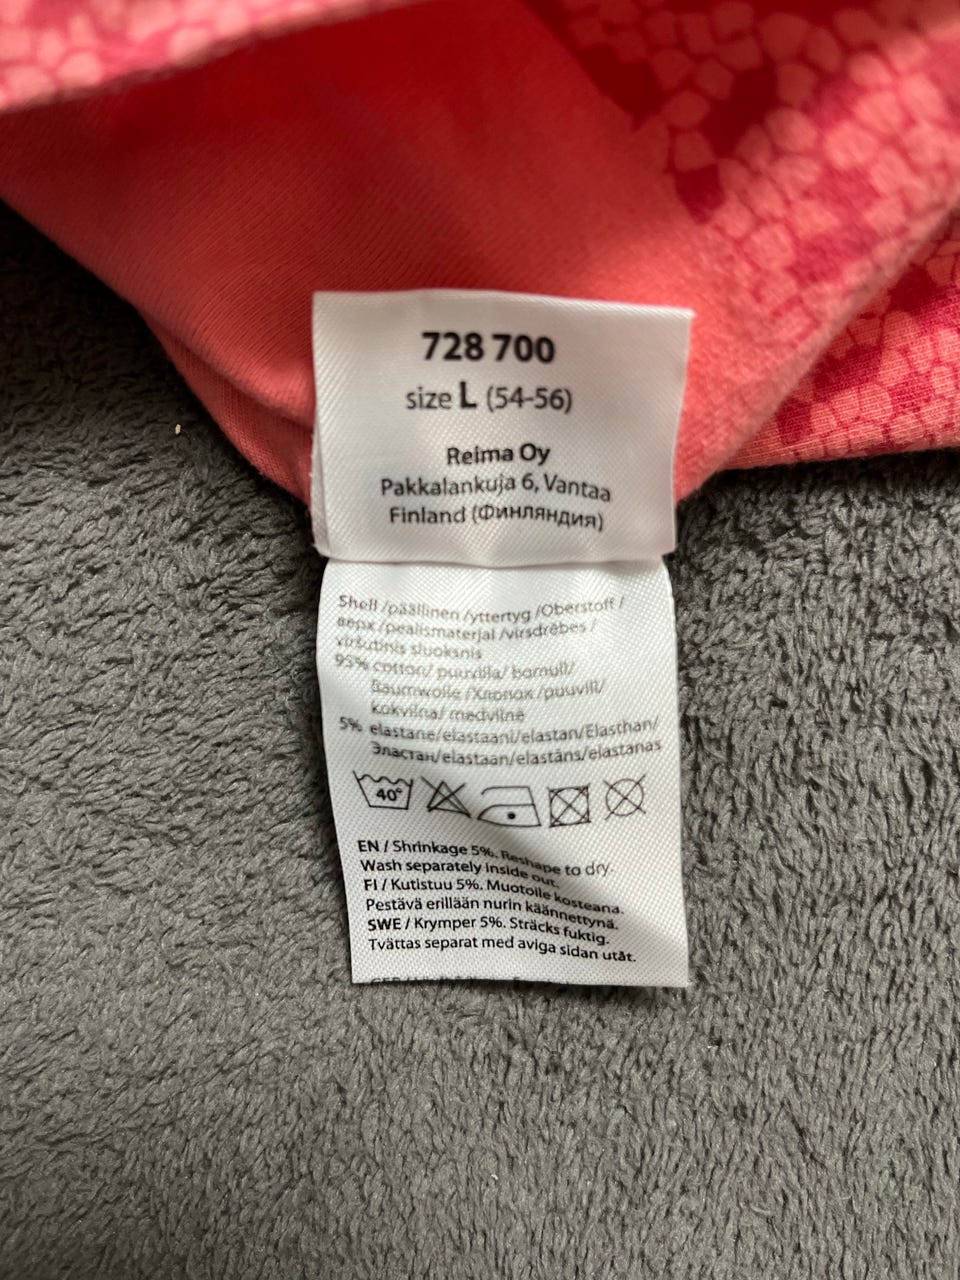 728 700
size L (54-56)
Reima Oy
Pakkalankuja 6, Vantaa
Finland (Финляндия)
Shell /päällinen /yttertyg /Oberstoff /
верх /pealismaterjal /virsdrēbes /
viršutinis sluoksnis
95% cotton/ puuvilla/ bomull/
Baumwolle /Хлопок /puuvill/
kokvilna/ medvilnė
5% elastane/elastaani/elastan/Elasthan/
Эластан/elastaan/elastāns/elastanas
40°
EN / Shrinkage 5%. Reshape to dry.
Wash separately inside out.
FI / Kutistuu 5%. Muotoile kosteana.
Pestävä erillään nurin käännettynä.
SWE / Krymper 5%. Sträcks fuktig.
Tvättas separat med aviga sidan utåt.